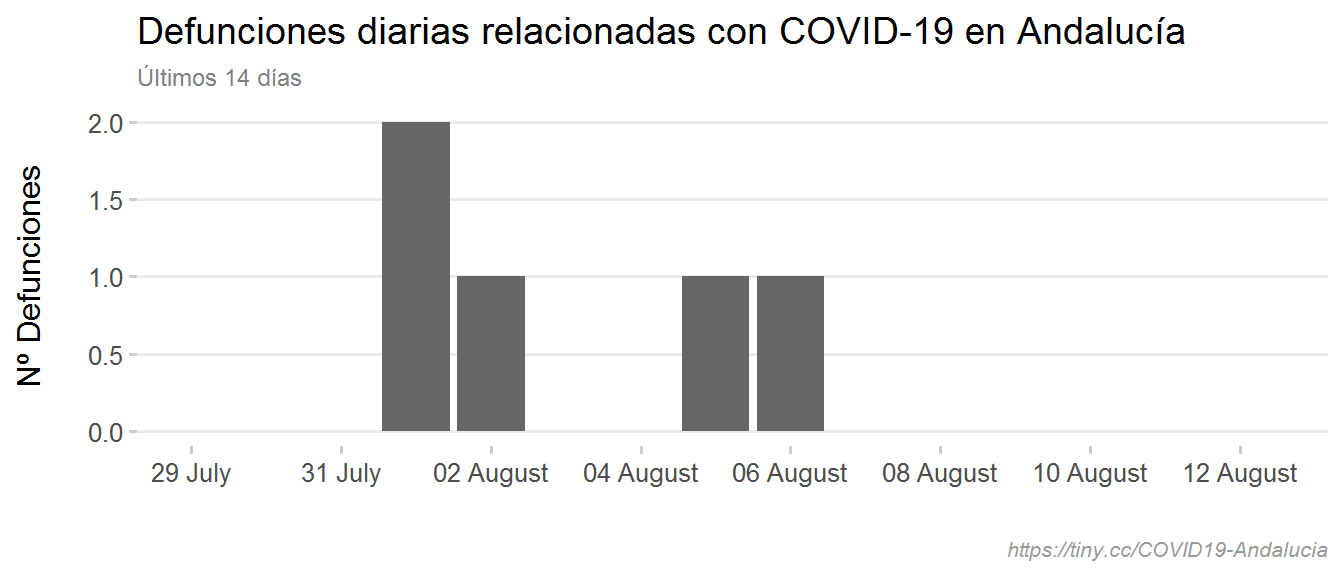 Defunciones diarias relacionadas con COVID-19 en Andalucía
Últimos 14 días
Nº Defunciones
2.0
1.5
1.0
0.5
0.0
29 July 31 July 02 August 04 August 06 August 08 August 10 August 12 August
https://tiny.cc/COVID19-Andalucia